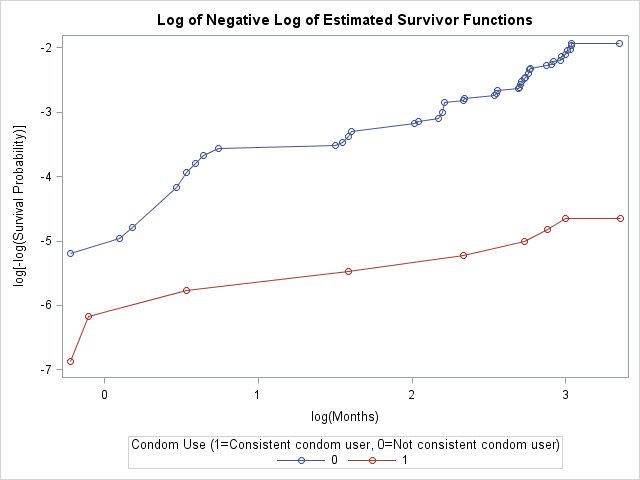 Log of Negative Log of Estimated Survivor Functions
log[-log(Survival Probability)]
-2
-3
-4
-5
-6
-7
0 1 2 3
log(Months)
Condom Use (1=Consistent condom user, 0=Not consistent condom user)
0 1